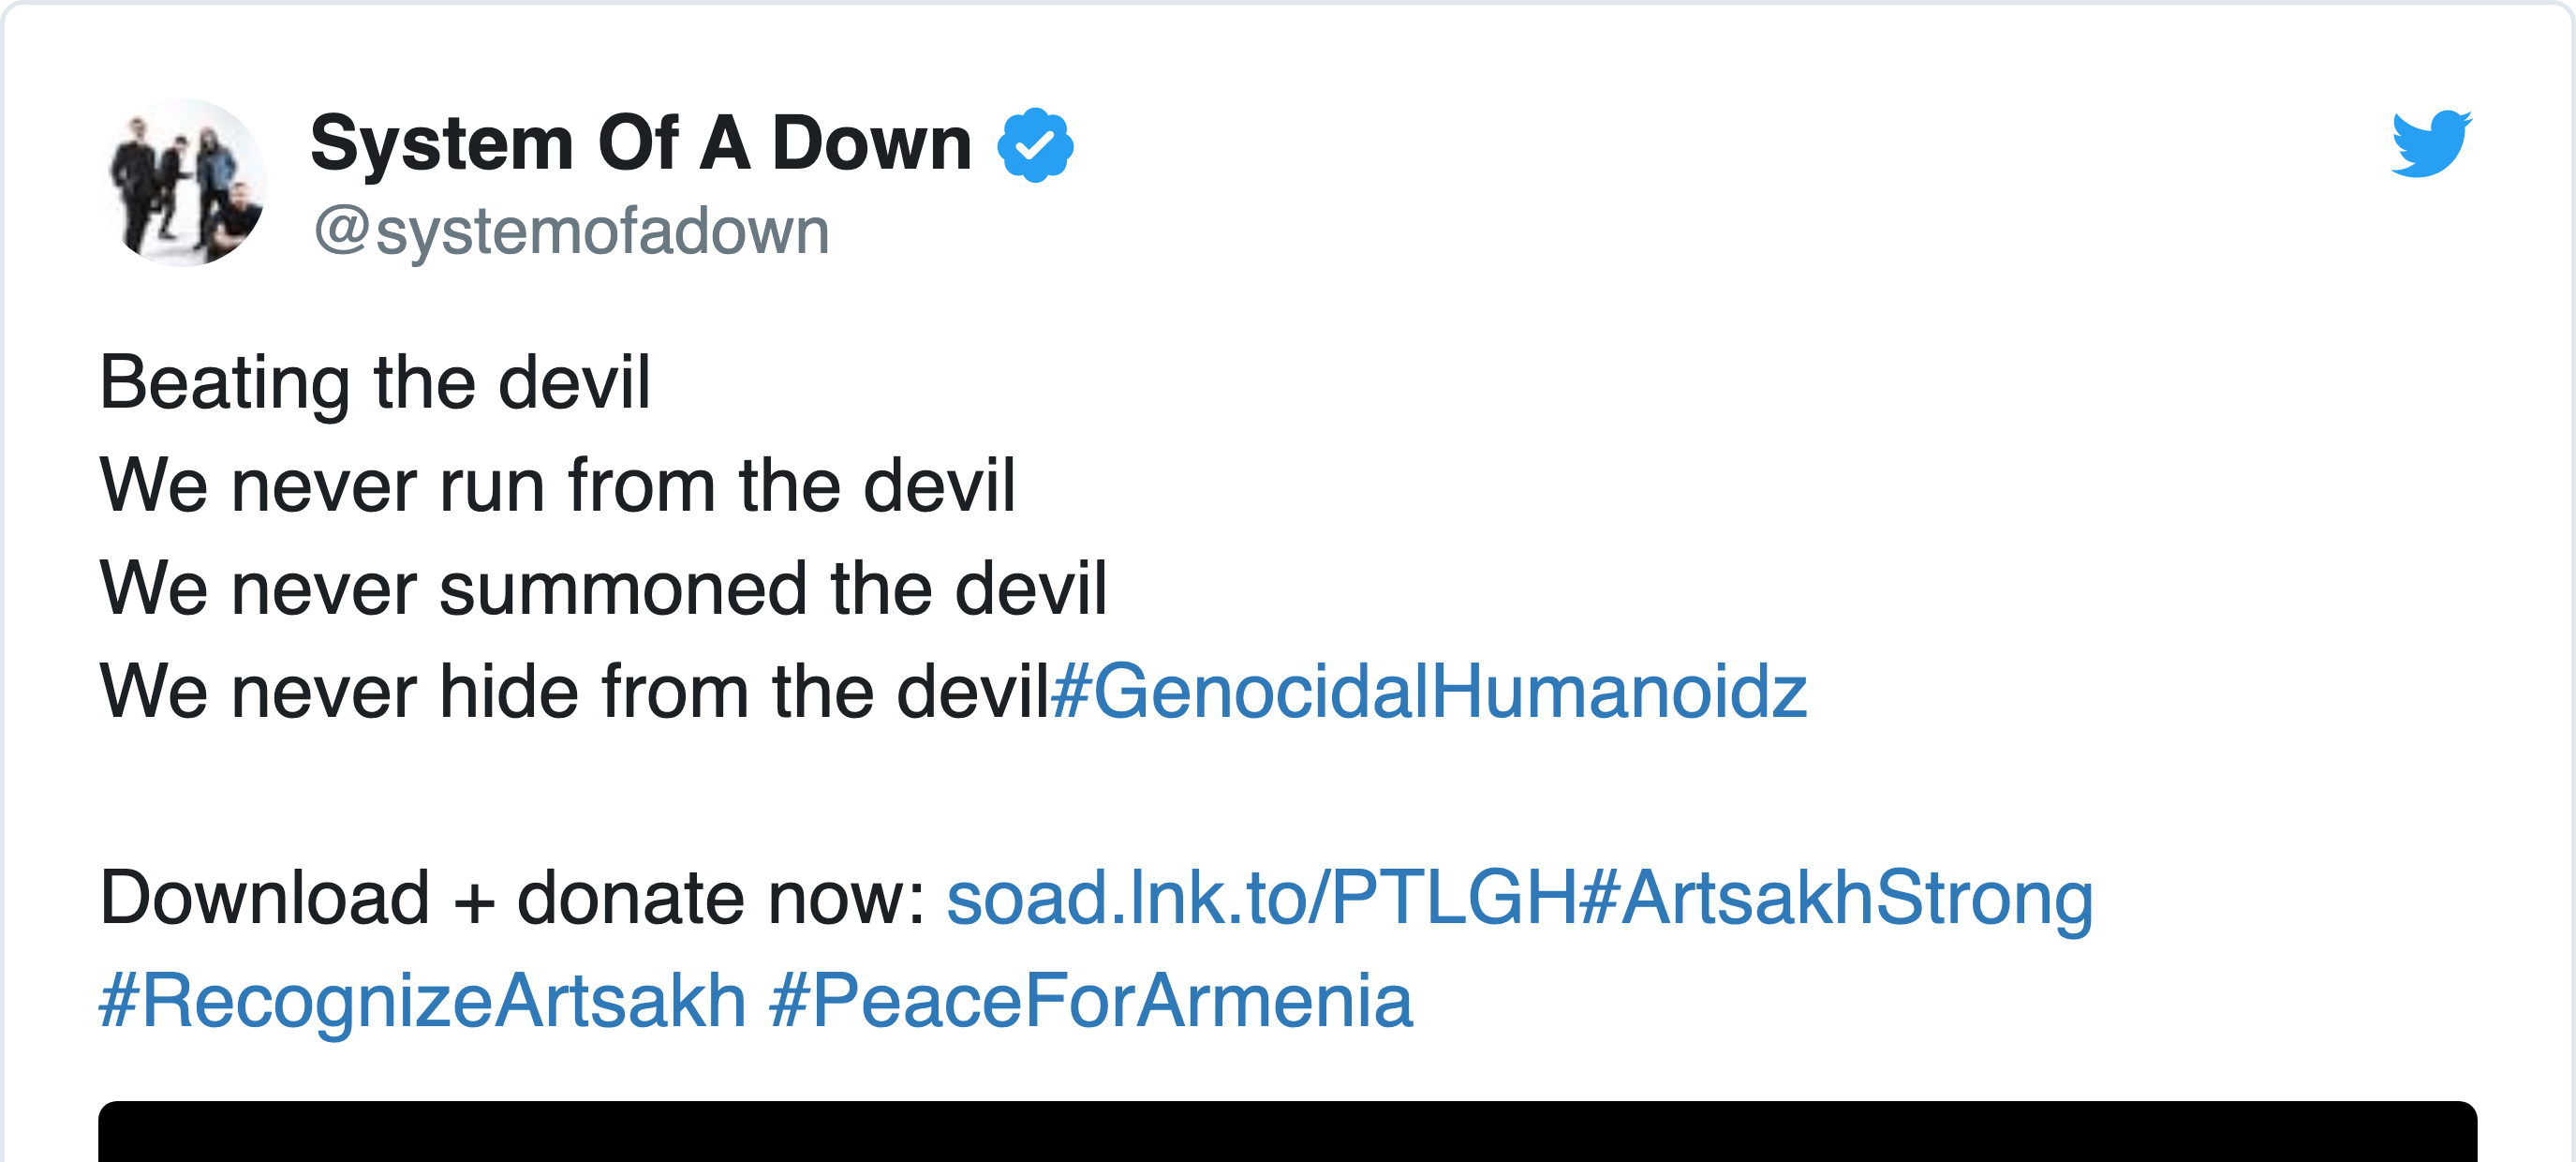 System Of A Down
@systemofadown
Beating the devil
We never run from the devil
We never summoned the devil
We never hide from the devil#GenocidalHumanoidz
Download + donate now: soad.lnk.to/PTLGH#ArtsakhStrong
#RecognizeArtsakh #PeaceForArmenia